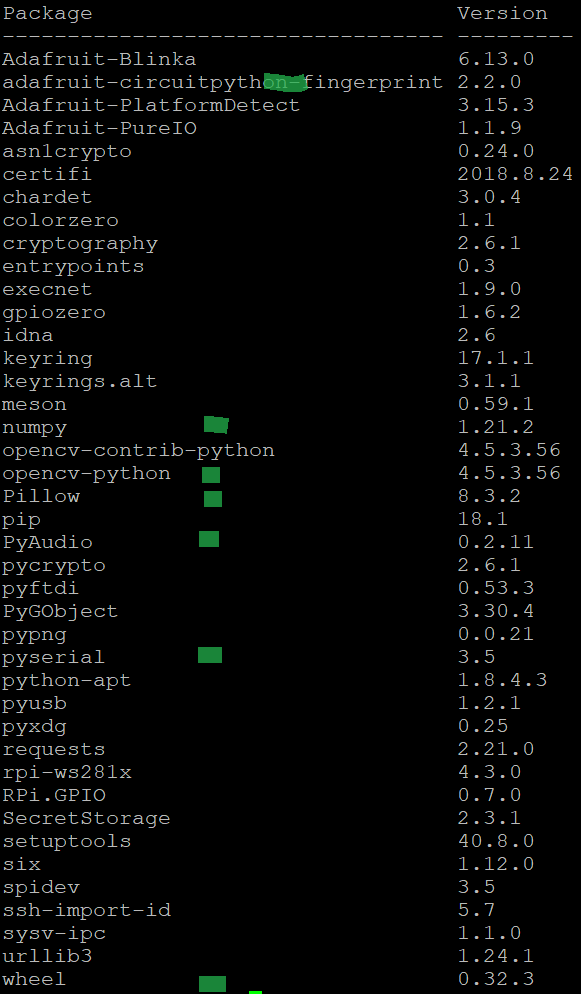 Package Version
---------------------------------- ---------
Adafruit-Blinka 6.13.0
adafruit-circuitpython-fingerprint 2.2.0
Adafruit-PlatformDetect 3.15.3
Adafruit-PureIO 1.1.9
asn1crypto 0.24.0
certifi 2018.8.24
chardet 3.0.4
colorzero 1.1
cryptography 2.6.1
entrypoints 0.3
execnet 1.9.0
gpiozero 1.6.2
idna 2.6
keyring 17.1.1
keyrings.alt 3.1.1
meson 0.59.1
numpy 1.21.2
opencv-contrib-python 4.5.3.56
opencv-python 4.5.3.56
Pillow 8.3.2
pip 18.1
PyAudio 0.2.11
pycrypto 2.6.1
pyftdi 0.53.3
PyGObject 3.30.4
pypng 0.0.21
pyserial 3.5
python-apt 1.8.4.3
pyusb 1.2.1
pyxdg 0.25
requests 2.21.0
rpi-ws281x 4.3.0
RPi.GPIO 0.7.0
SecretStorage 2.3.1
setuptools 40.8.0
six 1.12.0
spidev 3.5
ssh-import-id 5.7
sysv-ipc 1.1.0
urllib3 1.24.1
wheel 0.32.3